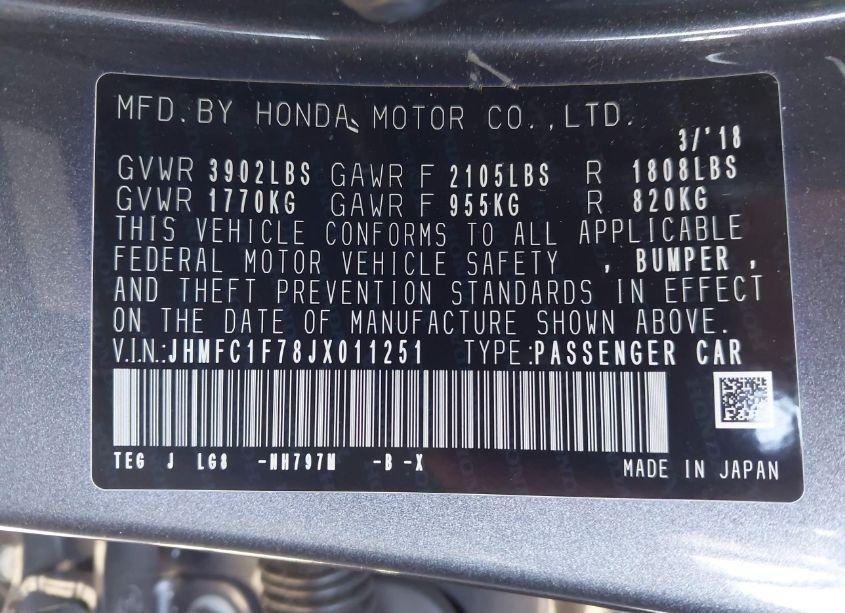 MFD. BY HONDA MOTOR CO., LTD. 3/'18
GVWR 3902LBS GAWR F 2105LBS R 1808LBS
GVWR 1770KG GAWR F 955KG R 820KG
THIS VEHICLE CONFORMS TO ALL APPLICABLE
FEDERAL MOTOR VEHICLE SAFETY , BUMPER ,
AND THEFT PREVENTION STANDARDS IN EFFECT
ON THE DATE OF MANUFACTURE SHOWN ABOVE.
V.I.N.:JHMFC1F78JX011251 TYPE:PASSENGER CAR
TEG J LG8 -NH797M -B -X MADE IN JAPAN